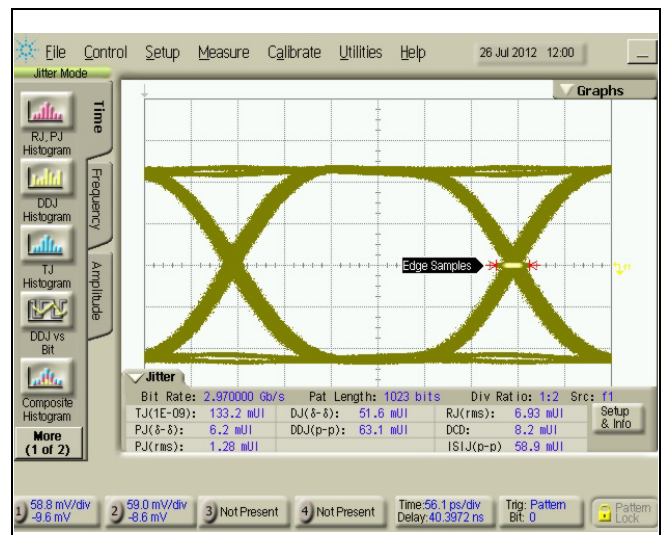 File Control Setup Measure Calibrate Utilities Help 26 Jul 2012 12:00
Jitter Mode
Graphs
Time
Frequency
Amplitude
RJ, PJ
Histogram
DDJ
Histogram
TJ
Histogram
DDJ vs
Bit
Composite
Histogram
More
(1 of 2)
Edge Samples
f1
Jitter
Bit Rate: 2.970000 Gb/s Pat Length: 1023 bits Div Ratio: 1:2 Src: f1
TJ(1E-09): 133.2 mUI DJ(δ-δ): 51.6 mUI RJ(rms): 6.93 mUI
PJ(δ-δ): 6.2 mUI DDJ(p-p): 63.1 mUI DCD: 8.2 mUI
PJ(rms): 1.28 mUI ISIJ(p-p) 58.9 mUI
Setup
& Info
1) 58.8 mV/div
-9.6 mV
2) 59.0 mV/div
-8.6 mV
3) Not Present
4) Not Present
Time:56.1 ps/div
Delay:40.3972 ns
Trig: Pattern
Bit: 0
Pattern
Lock